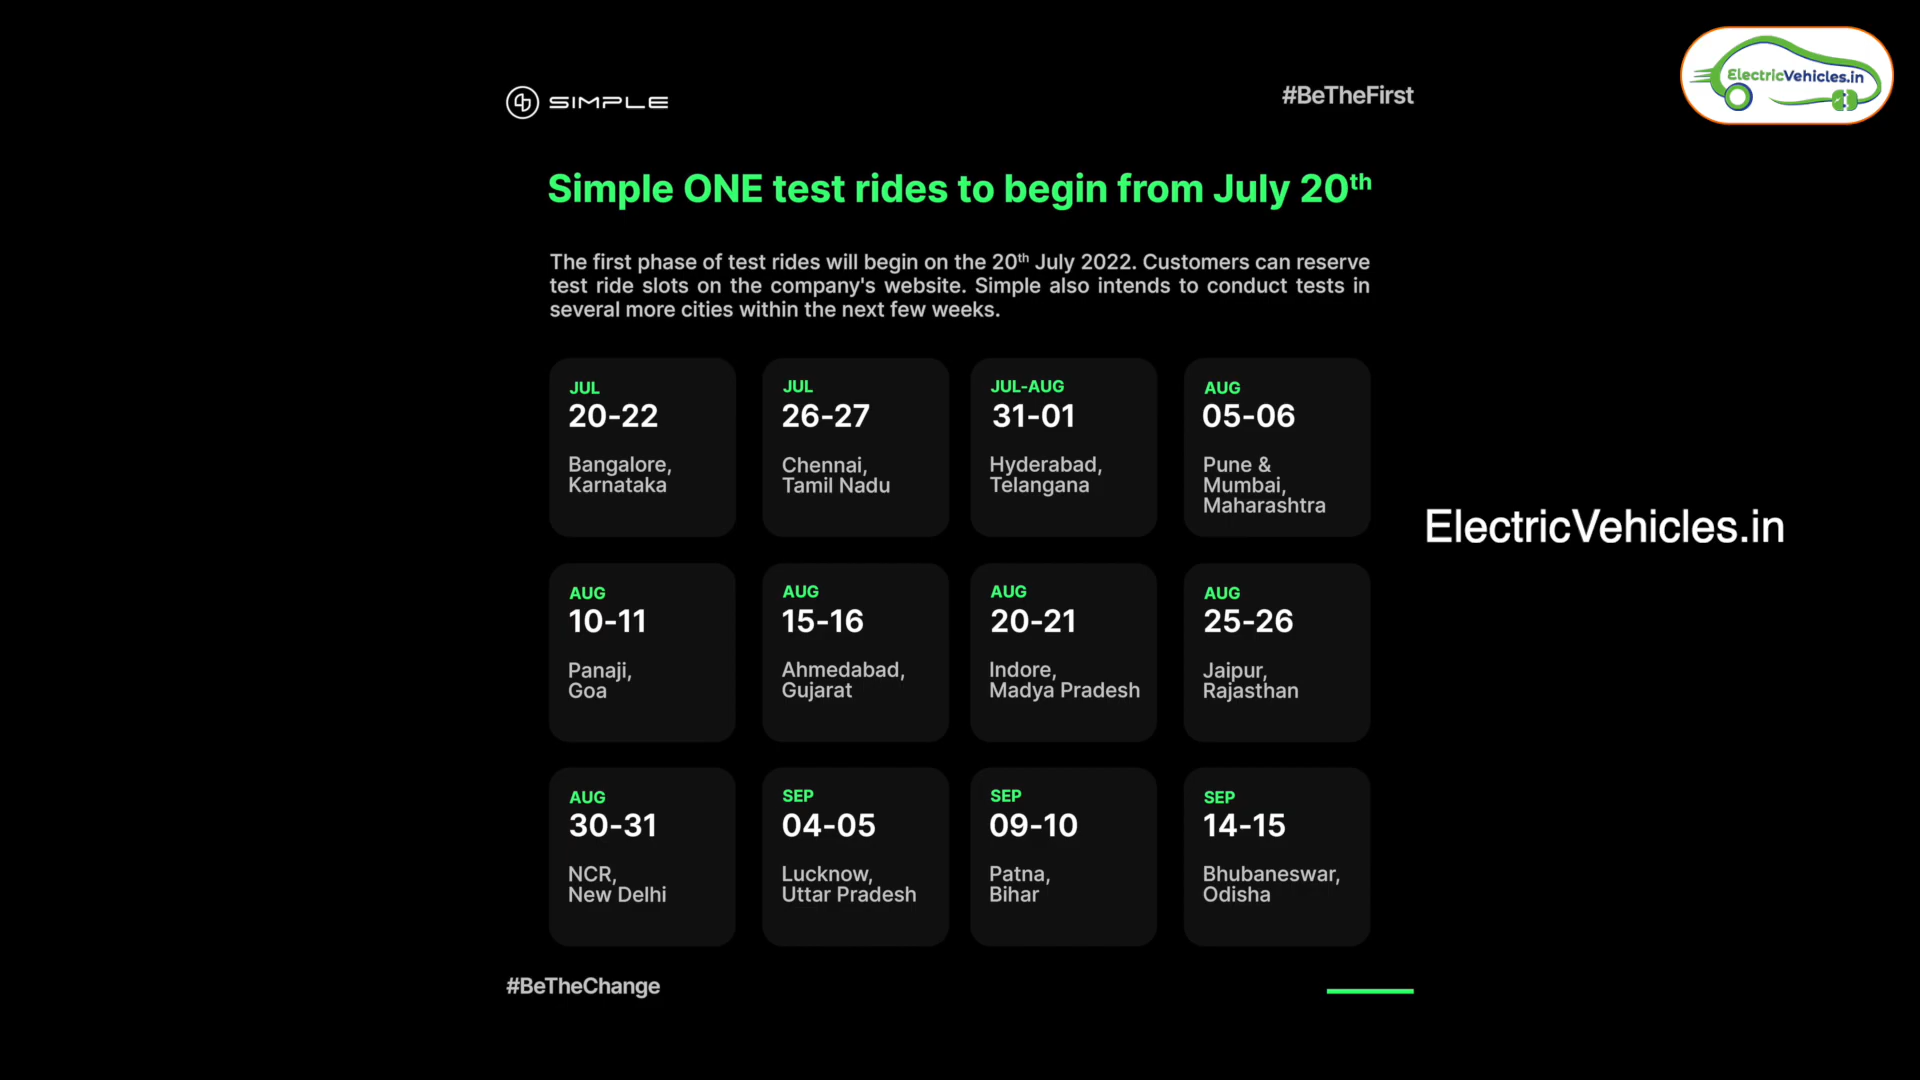 SIMPLE
#BeTheFirst
ElectricVehicles.in
Simple ONE test rides to begin from July 20th
The first phase of test rides will begin on the 20th July 2022. Customers can reserve
test ride slots on the company's website. Simple also intends to conduct tests in
several more cities within the next few weeks.
JUL
20-22
Bangalore,
Karnataka
JUL
26-27
Chennai,
Tamil Nadu
JUL-AUG
31-01
Hyderabad,
Telangana
AUG
05-06
Pune &
Mumbai,
Maharashtra
ElectricVehicles.in
AUG
10-11
Panaji,
Goa
AUG
15-16
Ahmedabad,
Gujarat
AUG
20-21
Indore,
Madya Pradesh
AUG
25-26
Jaipur,
Rajasthan
AUG
30-31
NCR,
New Delhi
SEP
04-05
Lucknow,
Uttar Pradesh
SEP
09-10
Patna,
Bihar
SEP
14-15
Bhubaneswar,
Odisha
#BeTheChange